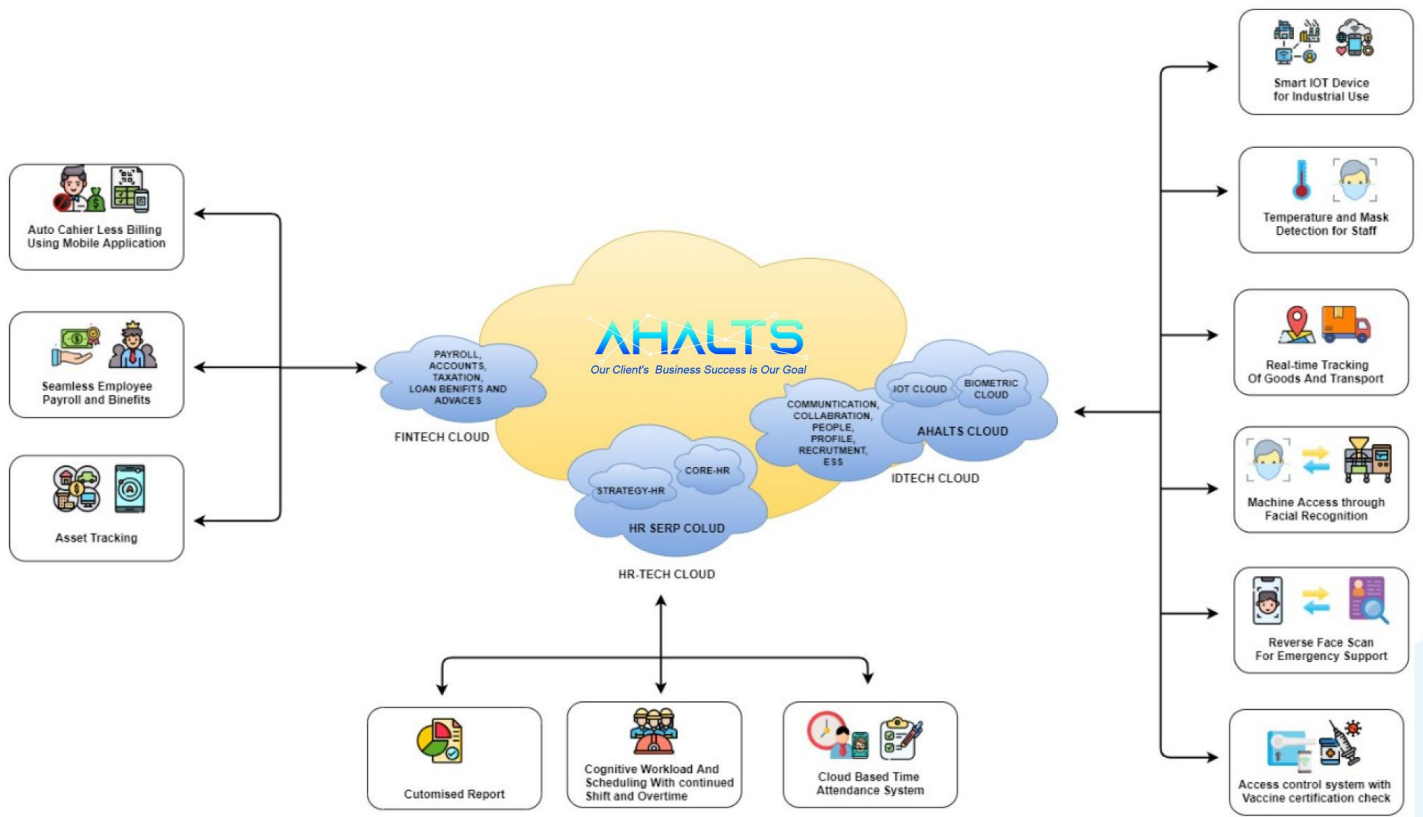 Smart IOT Device
for Industrial Use
Temperature and Mask
Detection for Staff
Real-time Tracking
Of Goods And Transport
Machine Access through
Facial Recognition
Reverse Face Scan
For Emergency Support
Access control system with
Vaccine certification check
Auto Cahier Less Billing
Using Mobile Application
Seamless Employee
Payroll and Binefits
Asset Tracking
AHALTS
Our Client's Business Success is Our Goal
PAYROLL,
ACCOUNTS,
TAXATION,
LOAN BENIFITS AND
ADVACES
FINTECH CLOUD
COMMUNTICATION,
COLLABRATION,
PEOPLE,
PROFILE,
RECRUTMENT,
ESS
IOT CLOUD
BIOMETRIC
CLOUD
AHALTS CLOUD
IDTECH CLOUD
STRATEGY-HR
CORE-HR
HR SERP COLUD
HR-TECH CLOUD
Cutomised Report
Cognitive Workload And
Scheduling With continued
Shift and Overtime
Cloud Based Time
Attendance System